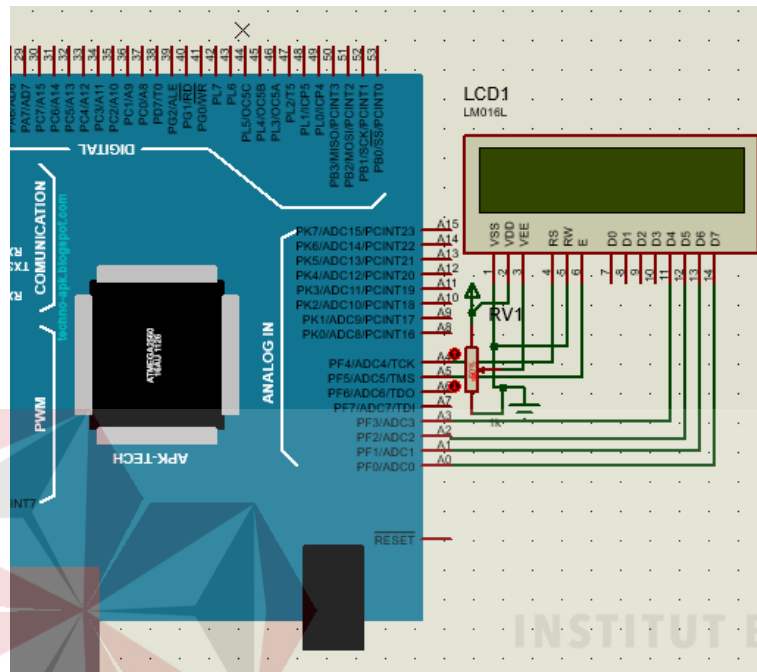 29
30
31
32
33
34
35
36
37
38
39
40
41
42
43
44
45
46
47
48
49
50
51
52
53
PA7/AD7
PC7/A15
PC6/A14
PC5/A13
PC4/A12
PC3/A11
PC2/A10
PC1/A9
PC0/A8
PD7/T0
PG2/ALE
PG1/RD
PG0/WR
PL7
PL6
PL5/OC5C
PL4/OC5B
PL3/OC5A
PL2/T5
PL1/ICP5
PL0/ICP4
PB3/MISO/PCINT3
PB2/MOSI/PCINT2
PB1/SCK/PCINT1
PB0/SS/PCINT0
DIGITAL
COMUNICATION
techno-apk.blogspot.com
PWM
ATMEGA2560
16AU 1126
APK-TECH
ANALOG IN
PK7/ADC15/PCINT23 A15
PK6/ADC14/PCINT22 A14
PK5/ADC13/PCINT21 A13
PK4/ADC12/PCINT20 A12
PK3/ADC11/PCINT19 A11
PK2/ADC10/PCINT18 A10
PK1/ADC9/PCINT17 A9
PK0/ADC8/PCINT16 A8
PF4/ADC4/TCK
PF5/ADC5/TMS A5
PF6/ADC6/TDO
PF7/ADC7/TDI A7
PF3/ADC3 A3
PF2/ADC2 A2
PF1/ADC1 A1
PF0/ADC0 A0
RESET
INT7
LCD1
LM016L
VSS
VDD
VEE
RS
RW
E
D0
D1
D2
D3
D4
D5
D6
D7
1
2
3
4
5
6
7
8
9
10
11
12
13
14
RV1
1k
INSTITUT